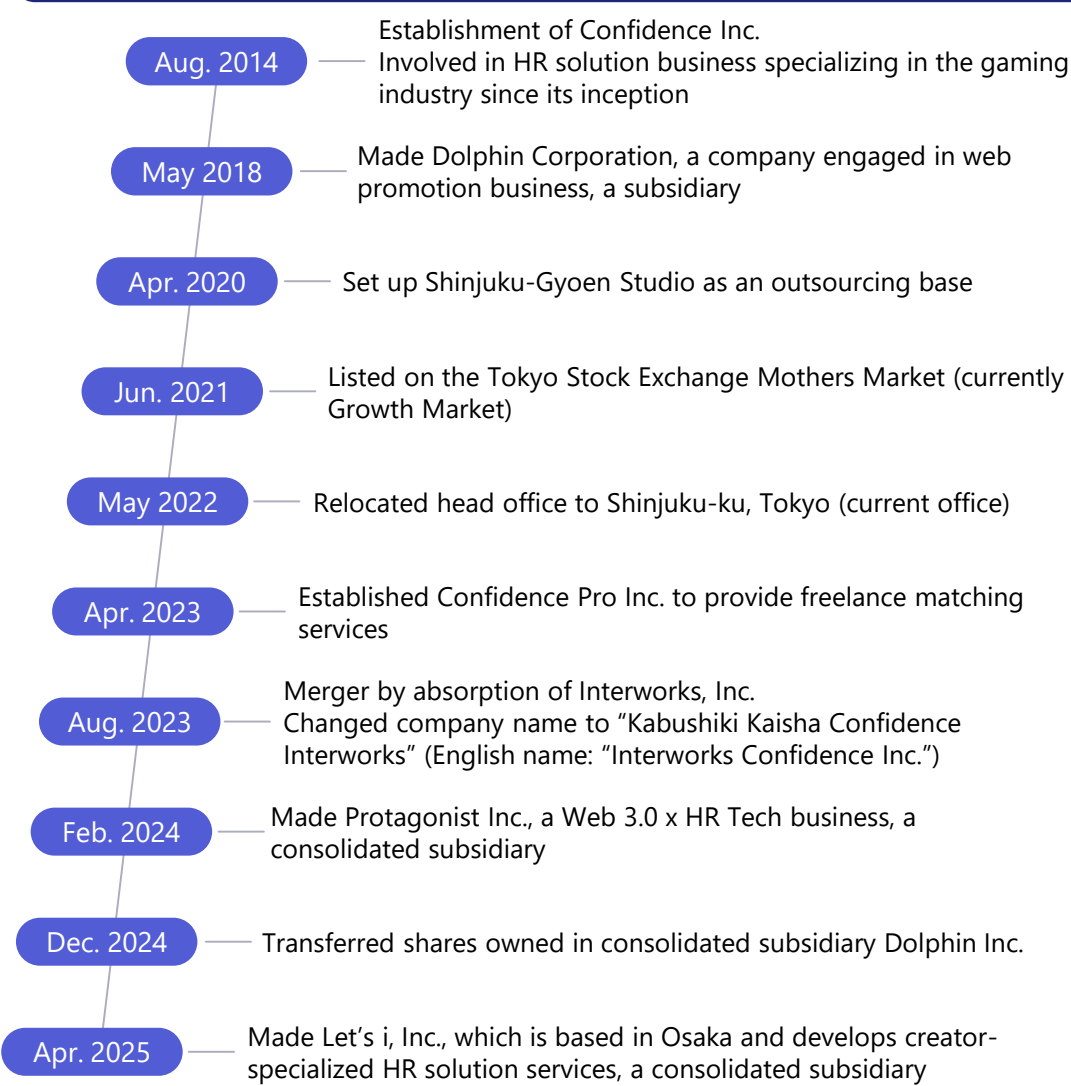 Aug. 2014
Establishment of Confidence Inc.
Involved in HR solution business specializing in the gaming
industry since its inception
May 2018
Made Dolphin Corporation, a company engaged in web
promotion business, a subsidiary
Apr. 2020
Set up Shinjuku-Gyoen Studio as an outsourcing base
Jun. 2021
Listed on the Tokyo Stock Exchange Mothers Market (currently
Growth Market)
May 2022
Relocated head office to Shinjuku-ku, Tokyo (current office)
Apr. 2023
Established Confidence Pro Inc. to provide freelance matching
services
Aug. 2023
Merger by absorption of Interworks, Inc.
Changed company name to “Kabushiki Kaisha Confidence
Interworks” (English name: “Interworks Confidence Inc.”)
Feb. 2024
Made Protagonist Inc., a Web 3.0 x HR Tech business, a
consolidated subsidiary
Dec. 2024
Transferred shares owned in consolidated subsidiary Dolphin Inc.
Apr. 2025
Made Let’s i, Inc., which is based in Osaka and develops creator-
specialized HR solution services, a consolidated subsidiary